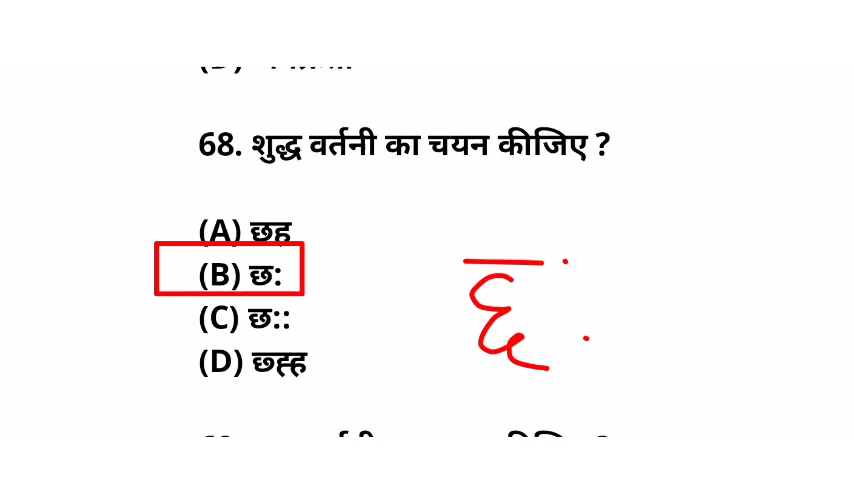 68. शुद्ध वर्तनी का चयन कीजिए ?
(A) छह
(B) छ:
(C) छ::
(D) छ्ह्ह
छ: